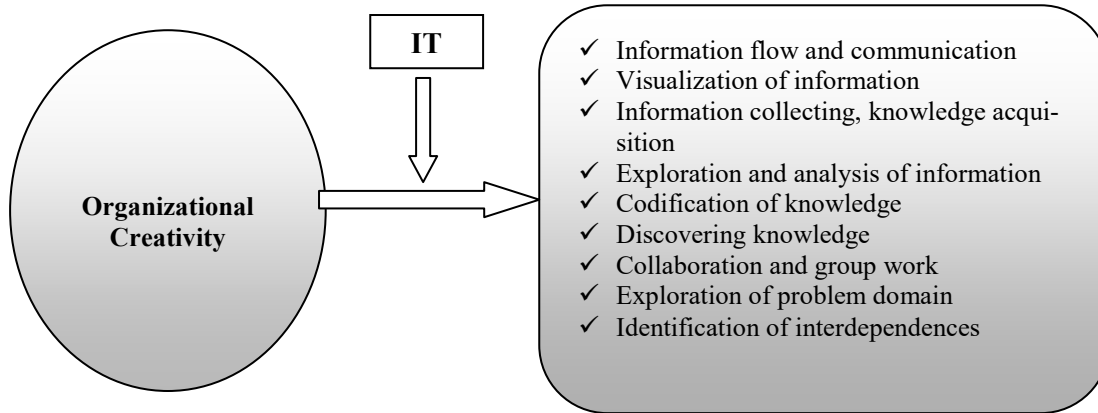 IT
Organizational
Creativity
✓ Information flow and communication
✓ Visualization of information
✓ Information collecting, knowledge acqui-
sition
✓ Exploration and analysis of information
✓ Codification of knowledge
✓ Discovering knowledge
✓ Collaboration and group work
✓ Exploration of problem domain
✓ Identification of interdependences